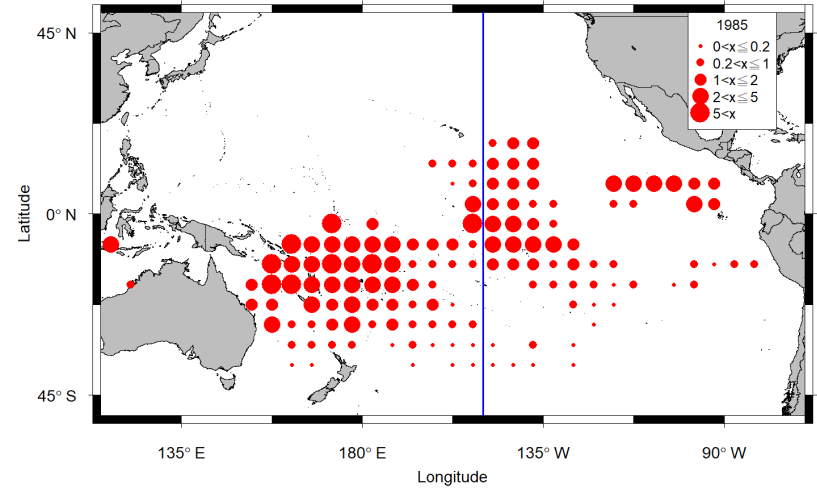 1985
0<x≦0.2
0.2<x≦1
1<x≦2
2<x≦5
5<x
45° N
0° N
45° S
Latitude
135° E
180° E
135° W
90° W
Longitude